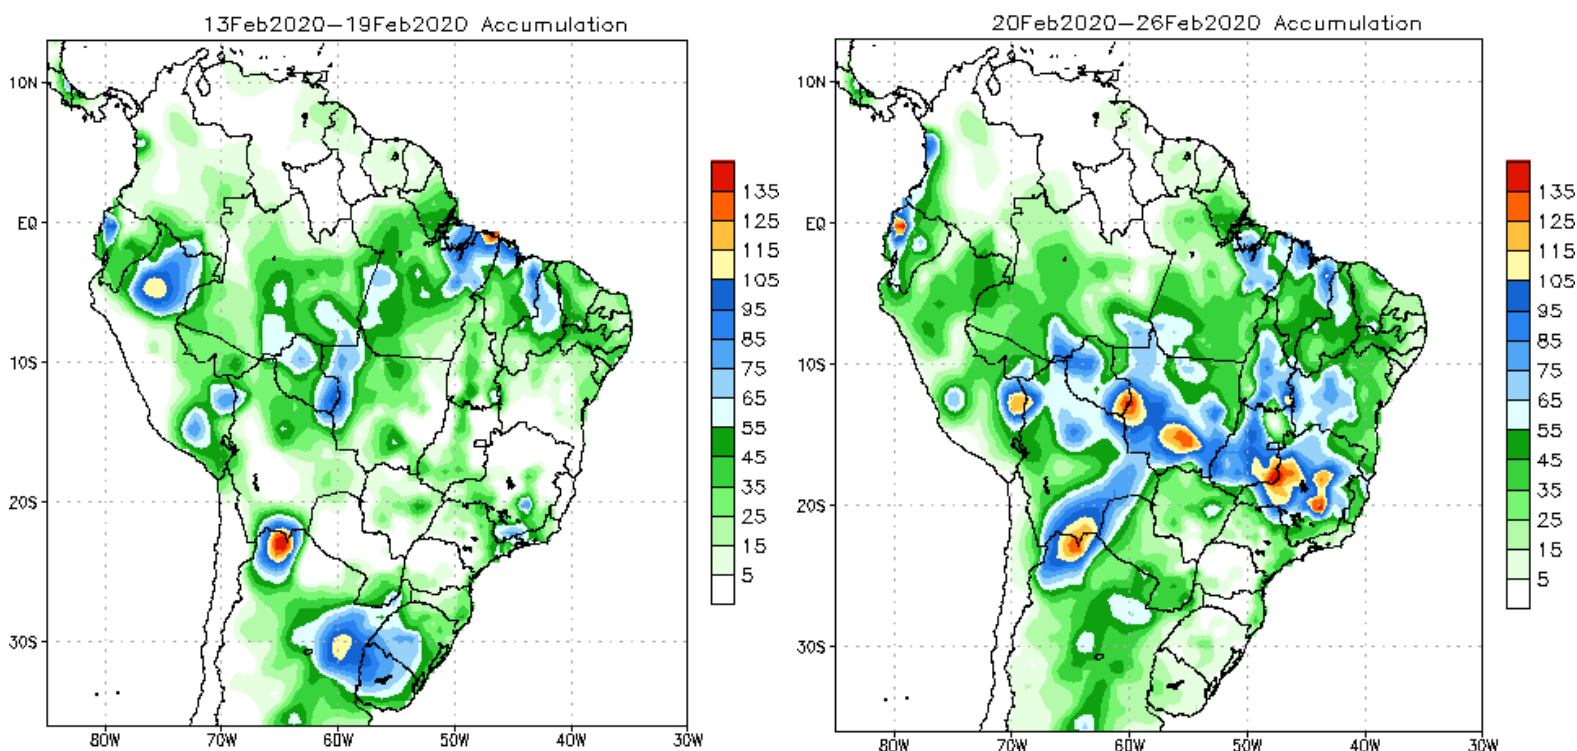 13Feb2020–19Feb2020 Accumulation
10N
EQ
10S
20S
30S
80W
70W
60W
50W
40W
30W
135
125
115
105
95
85
75
65
55
45
35
25
15
5
20Feb2020–26Feb2020 Accumulation
10N
EQ
10S
20S
30S
80W
70W
60W
50W
40W
30W
135
125
115
105
95
85
75
65
55
45
35
25
15
5